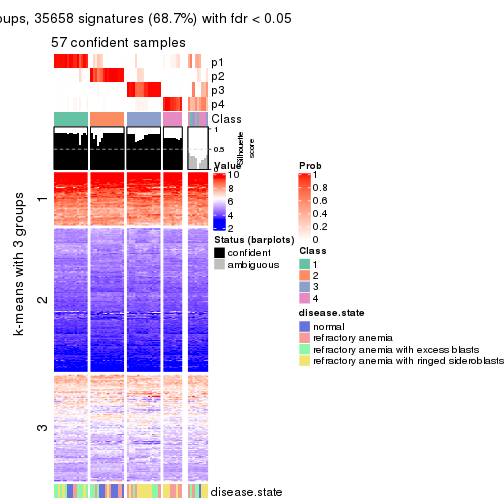 oups, 35658 signatures (68.7%) with fdr < 0.05
57 confident samples
p1
p2
p3
p4
Class
1
0.5
0
Silhouette
score
k-means with 3 groups
1
2
3
Value
10
8
6
4
2
Status (barplots)
confident
ambiguous
Prob
1
0.8
0.6
0.4
0.2
0
Class
1
2
3
4
disease.state
normal
refractory anemia
refractory anemia with excess blasts
refractory anemia with ringed sideroblasts
disease.state